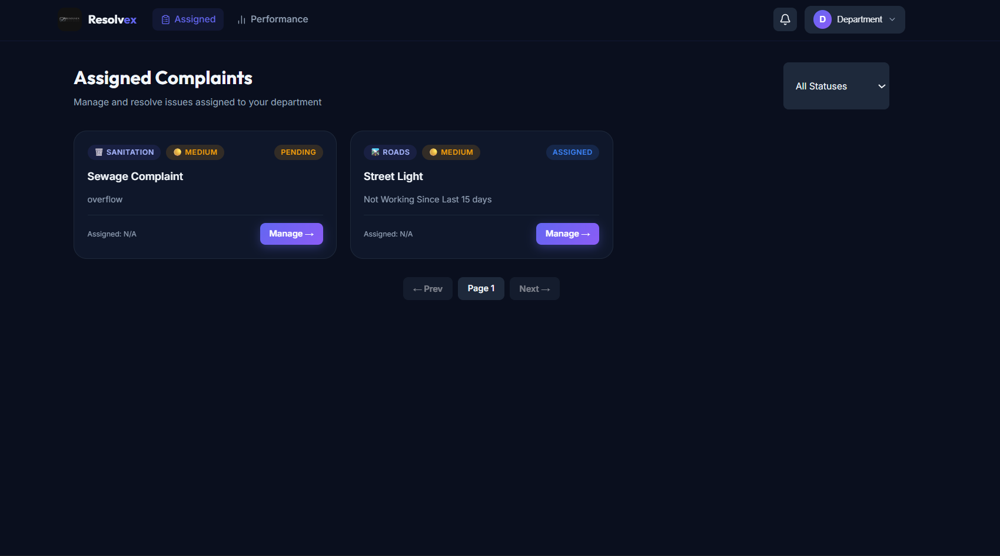 Resolvex
Assigned
Performance
D
Department
Assigned Complaints
Manage and resolve issues assigned to your department
All Statuses
SANITATION
MEDIUM
PENDING
Sewage Complaint
overflow
Assigned: N/A
Manage →
ROADS
MEDIUM
ASSIGNED
Street Light
Not Working Since Last 15 days
Assigned: N/A
Manage →
← Prev
Page 1
Next →